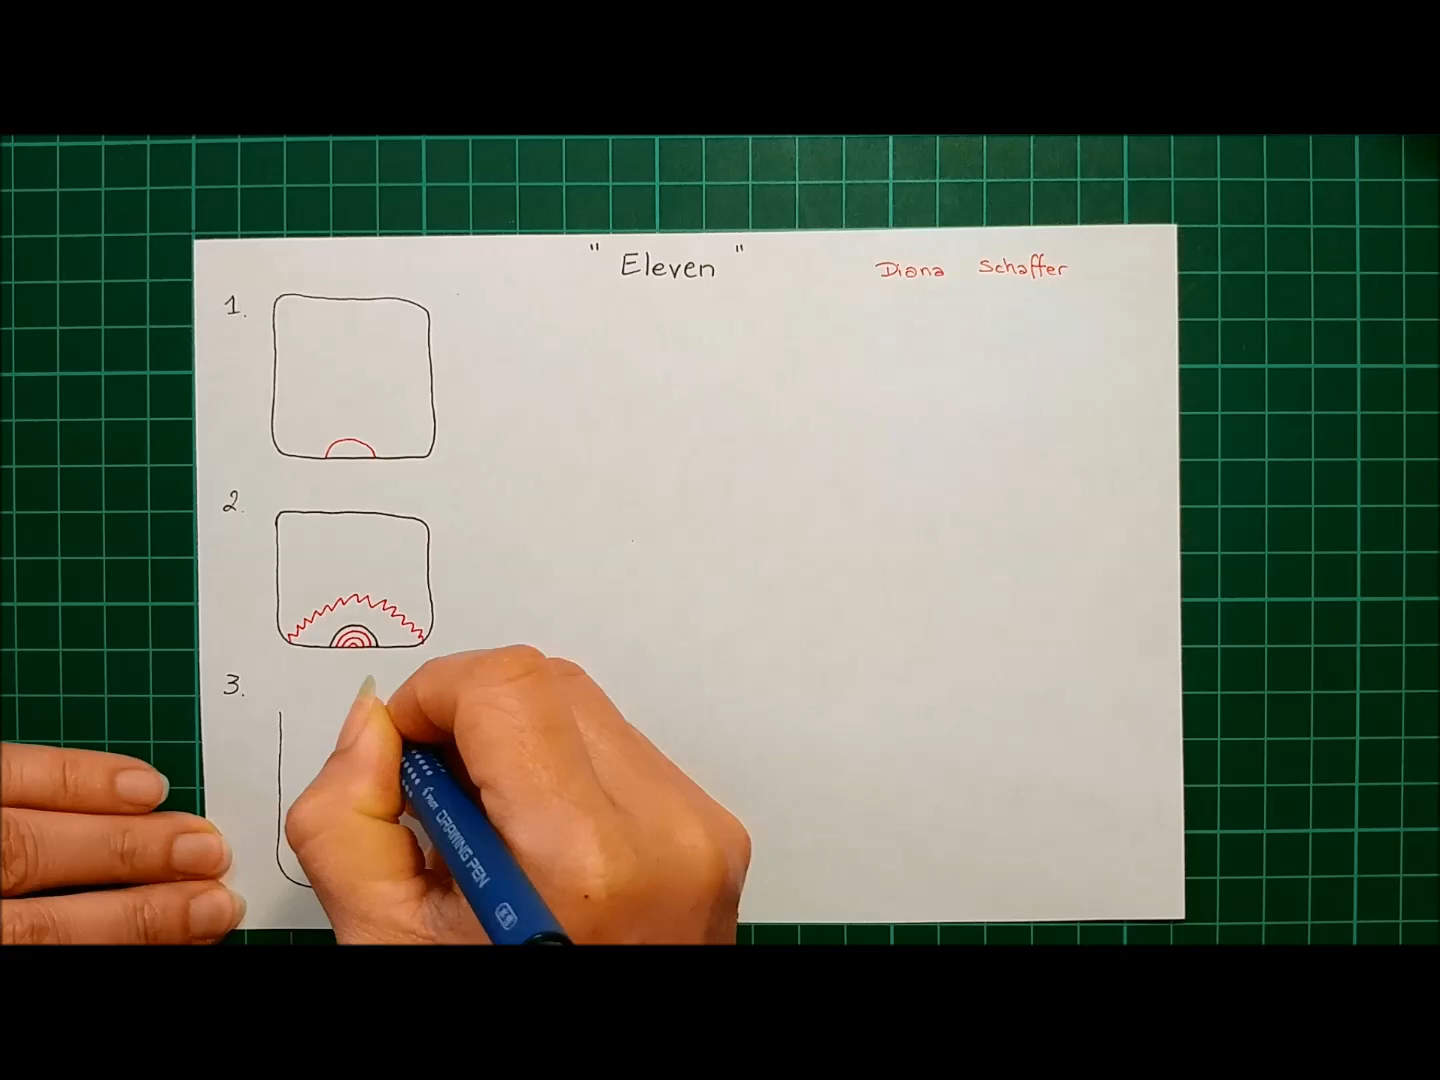 " Eleven "
Diana Schaffer
1.
2.
3.
DRAWING PEN